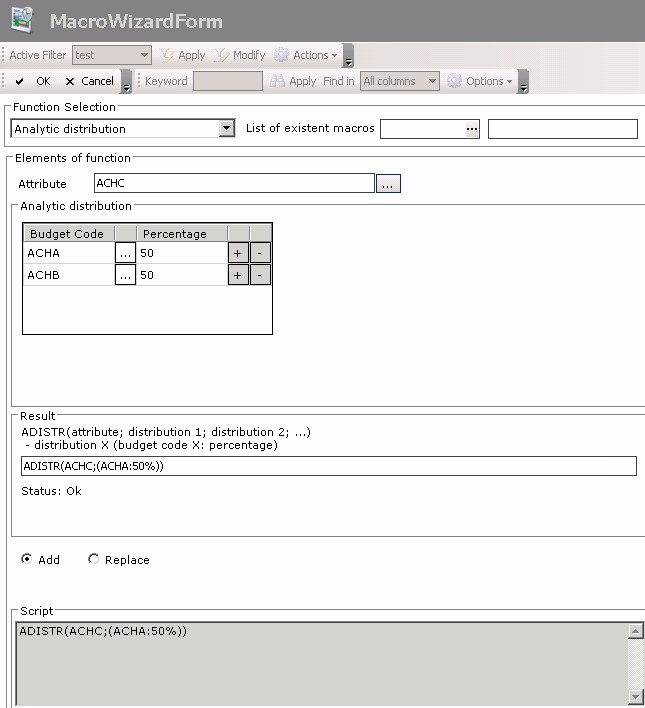 MacroWizardForm
Active Filter test Apply Modify Actions
OK Cancel Keyword Apply Find in All columns Options
Function Selection
Analytic distribution List of existent macros ...
Elements of function
Attribute ACHC ...
Analytic distribution
Budget Code Percentage
ACHA ... 50 + -
ACHB ... 50 + -
Result
ADISTR(attribute; distribution 1; distribution 2; ...)
- distribution X (budget code X: percentage)
ADISTR(ACHC;(ACHA:50%))
Status: Ok
Add Replace
Script
ADISTR(ACHC;(ACHA:50%))